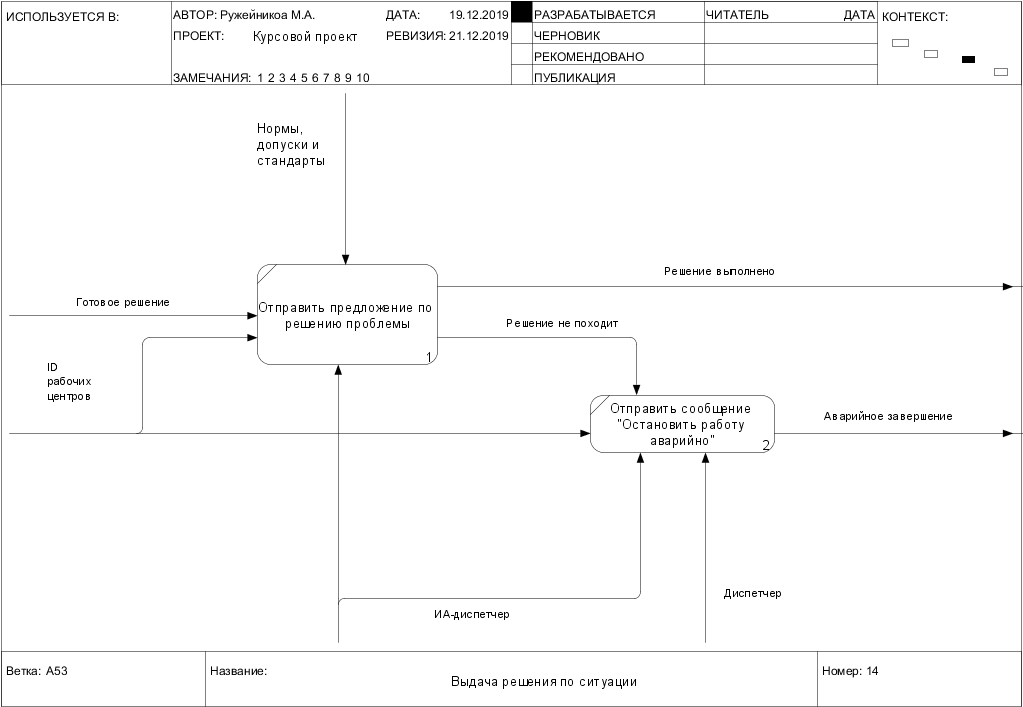 ИСПОЛЬЗУЕТСЯ В:
АВТОР: Ружейникоа М.А.
ДАТА: 19.12.2019
РАЗРАБАТЫВАЕТСЯ
ЧИТАТЕЛЬ
ДАТА
КОНТЕКСТ:
ПРОЕКТ: Курсовой проект
РЕВИЗИЯ: 21.12.2019
ЧЕРНОВИК
РЕКОМЕНДОВАНО
ЗАМЕЧАНИЯ: 1 2 3 4 5 6 7 8 9 10
ПУБЛИКАЦИЯ
Нормы,
допуски и
стандарты
Решение выполнено
Готовое решение
Отправить предложение по
решению проблемы
1
Решение не походит
ID
рабочих
центров
Отправить сообщение
"Остановить работу
аварийно"
2
Аварийное завершение
Диспетчер
ИА-диспетчер
Ветка: A53
Название:
Выдача решения по ситуации
Номер: 14